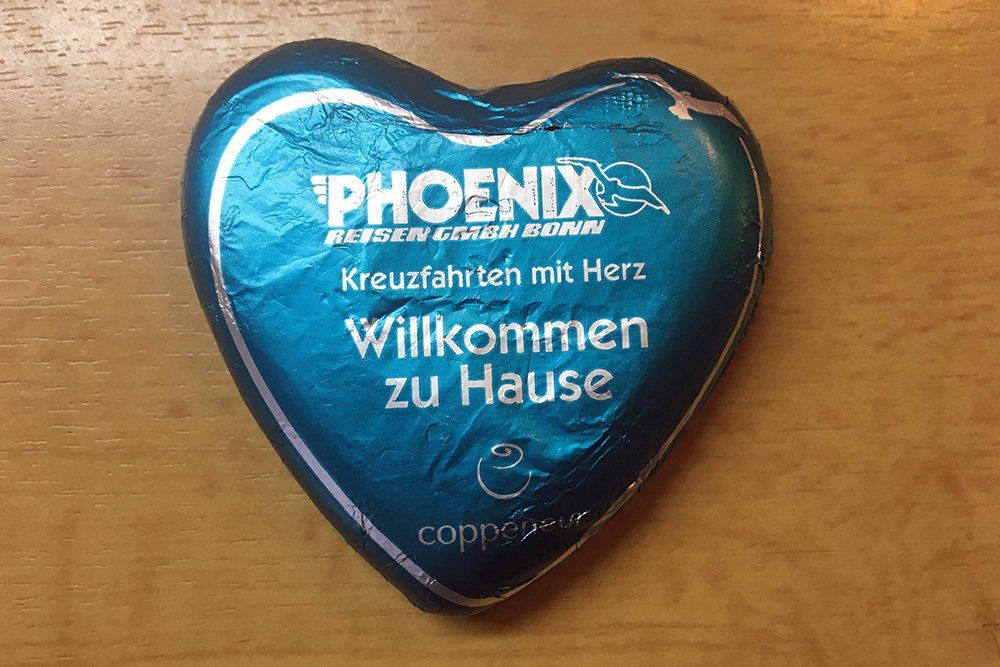 PHOENIX
REISEN GMBH BONN
Kreuzfahrten mit Herz
Willkommen
zu Hause
coppeneur